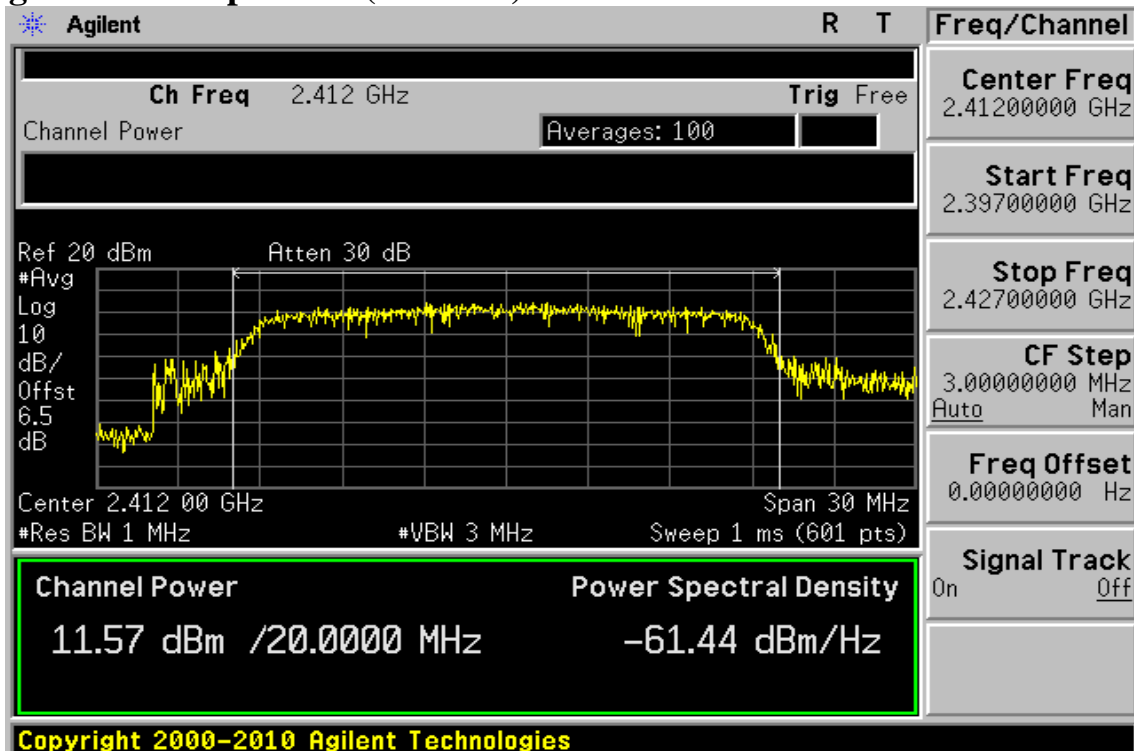 Agilent R T
Ch Freq 2.412 GHz Trig Free
Channel Power Averages: 100
Ref 20 dBm Atten 30 dB
#Avg
Log
10
dB/
Offst
6.5
dB
Center 2.412 00 GHz Span 30 MHz
#Res BW 1 MHz #VBW 3 MHz Sweep 1 ms (601 pts)
Channel Power Power Spectral Density
11.57 dBm /20.0000 MHz -61.44 dBm/Hz
Copyright 2000-2010 Agilent Technologies
Freq/Channel
Center Freq
2.41200000 GHz
Start Freq
2.39700000 GHz
Stop Freq
2.42700000 GHz
CF Step
3.00000000 MHz
Auto Man
Freq Offset
0.00000000 Hz
Signal Track
On Off